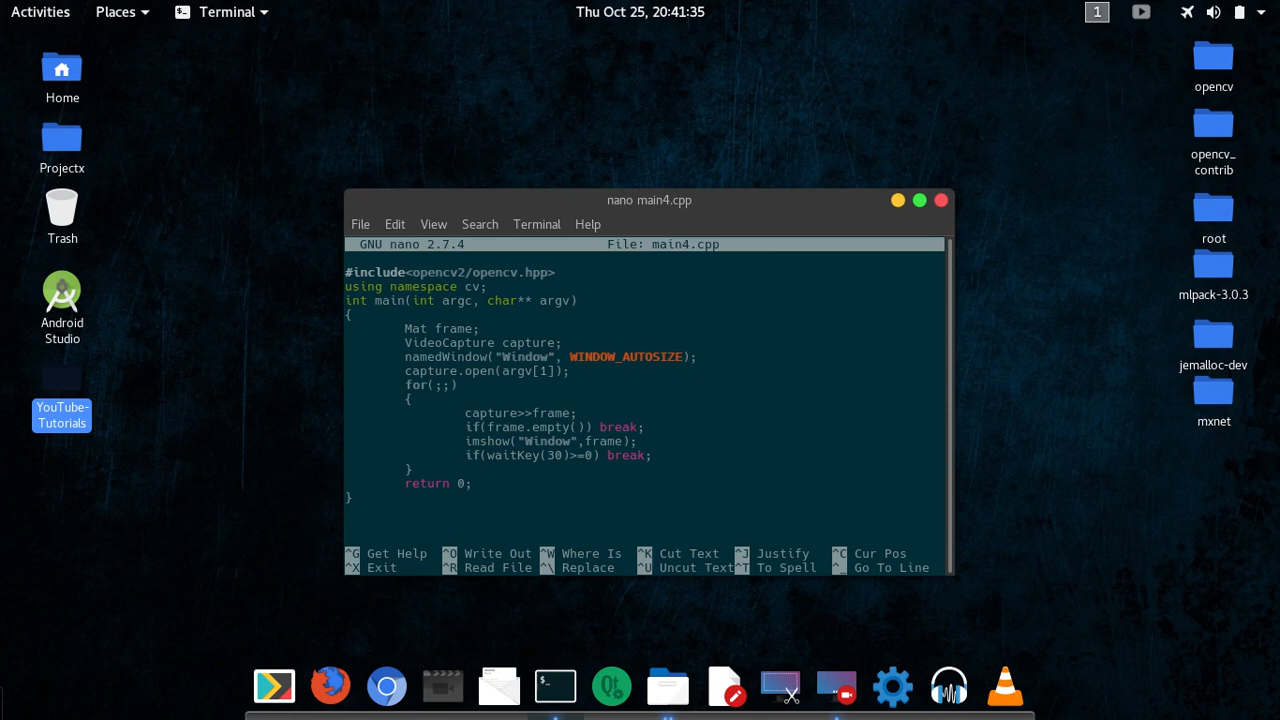 Activities Places Terminal Thu Oct 25, 20:41:35 1
Home
Projectx
Trash
Android
Studio
YouTube-
Tutorials
nano main4.cpp
File Edit View Search Terminal Help
GNU nano 2.7.4 File: main4.cpp
#include<opencv2/opencv.hpp>
using namespace cv;
int main(int argc, char** argv)
{
Mat frame;
VideoCapture capture;
namedWindow("Window", WINDOW_AUTOSIZE);
capture.open(argv[1]);
for(;;)
{
capture>>frame;
if(frame.empty()) break;
imshow("Window",frame);
if(waitKey(30)>=0) break;
}
return 0;
}
^G Get Help ^O Write Out ^W Where Is ^K Cut Text ^J Justify ^C Cur Pos
^X Exit ^R Read File ^\ Replace ^U Uncut Text ^T To Spell ^_ Go To Line
opencv
opencv_
contrib
root
mlpack-3.0.3
jemalloc-dev
mxnet
$_
Qt